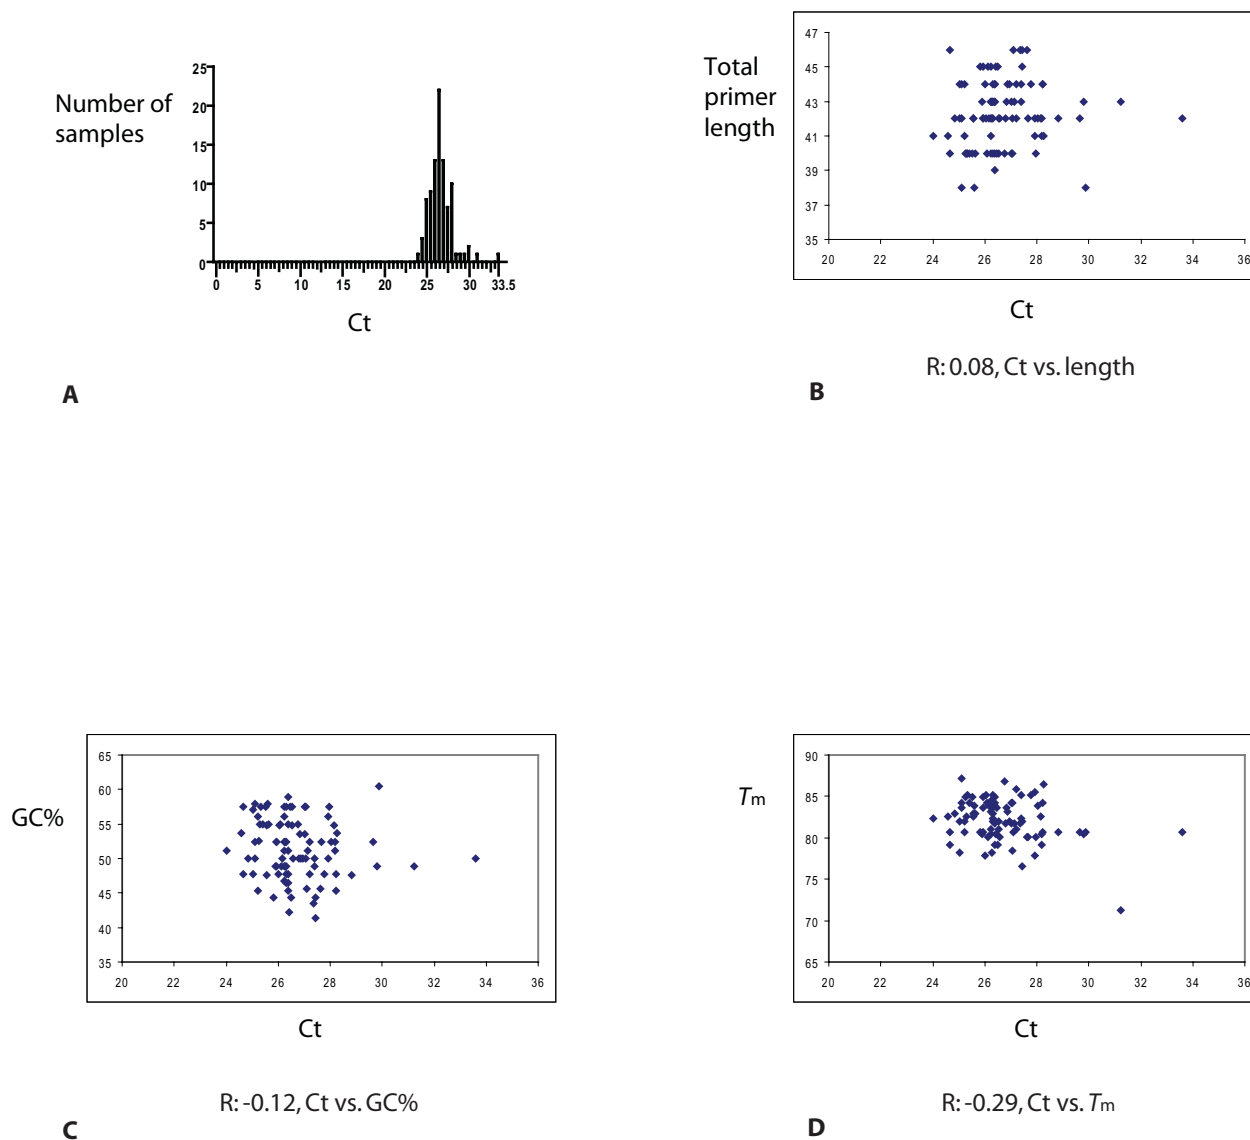 Number of
samples
25
20
15
10
5
0
0 5 10 15 20 25 30 33.5
Ct
A
Total
primer
length
47
45
43
41
39
37
35
20 22 24 26 28 30 32 34 36
Ct
R: 0.08, Ct vs. length
B
GC%
65
60
55
50
45
40
35
20 22 24 26 28 30 32 34 36
Ct
R: -0.12, Ct vs. GC%
C
Tm
90
85
80
75
70
65
20 22 24 26 28 30 32 34 36
Ct
R: -0.29, Ct vs. Tm
D